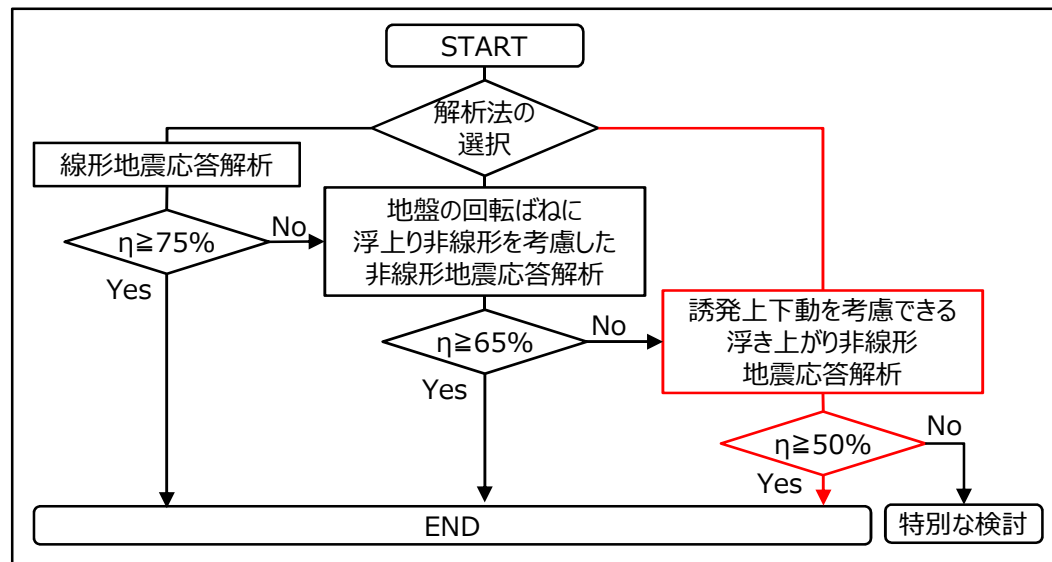 START
解析法の
選択
線形地震応答解析
η≧75%
No
Yes
地盤の回転ばねに
浮上り非線形を考慮した
非線形地震応答解析
η≧65%
No
Yes
誘発上下動を考慮できる
浮き上がり非線形
地震応答解析
η≧50%
No
Yes
END
特別な検討